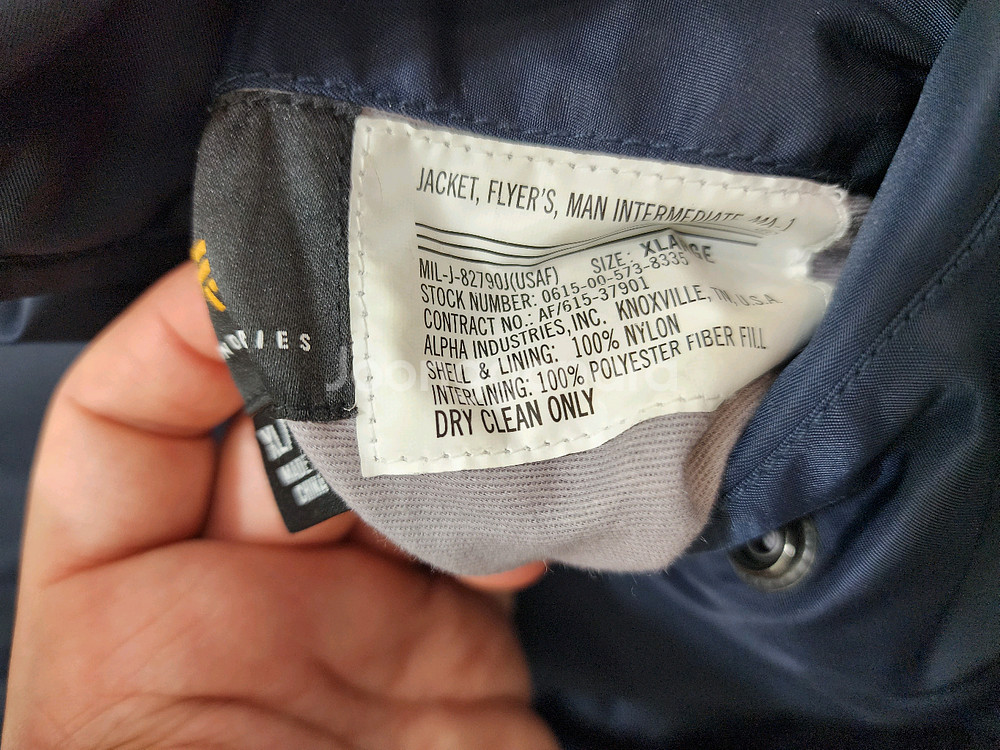 JACKET, FLYER'S, MAN INTERMEDIATE MA-1
SIZE: XLARGE
MIL-J-82790J(USAF)
STOCK NUMBER: 0615-00-573-8335
CONTRACT NO.: AF/615-37901
ALPHA INDUSTRIES, INC. KNOXVILLE, TN, U.S.A
SHELL & LINING: 100% NYLON
INTERLINING: 100% POLYESTER FIBER FILL
DRY CLEAN ONLY
XL/
MADE